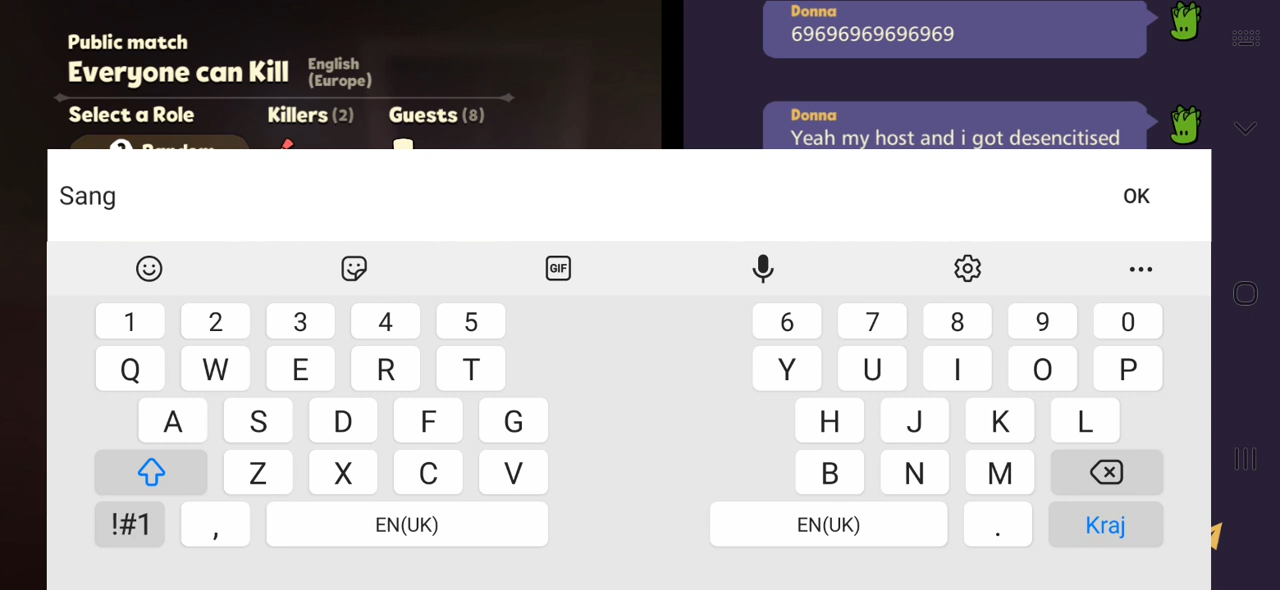 Public match
Everyone can Kill
English
(Europe)
Select a Role
Killers (2)
Guests (8)
Random
Donna
69696969696969
Donna
Yeah my host and i got desencitised
Sang
OK
GIF
1 2 3 4 5 6 7 8 9 0
Q W E R T Y U I O P
A S D F G H J K L
Z X C V B N M
!#1 , EN(UK) EN(UK) . Kraj